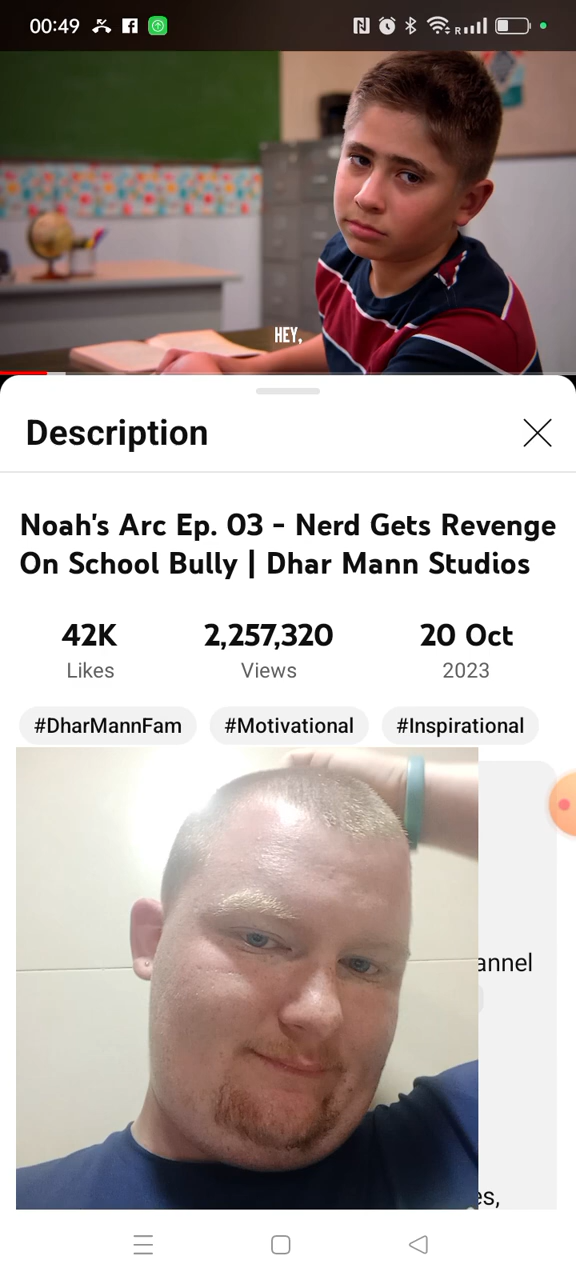 00:49
R
HEY,
Description
Noah's Arc Ep. 03 - Nerd Gets Revenge
On School Bully | Dhar Mann Studios
42K 2,257,320 20 Oct
Likes Views 2023
#DharMannFam #Motivational #Inspirational
annel
es,